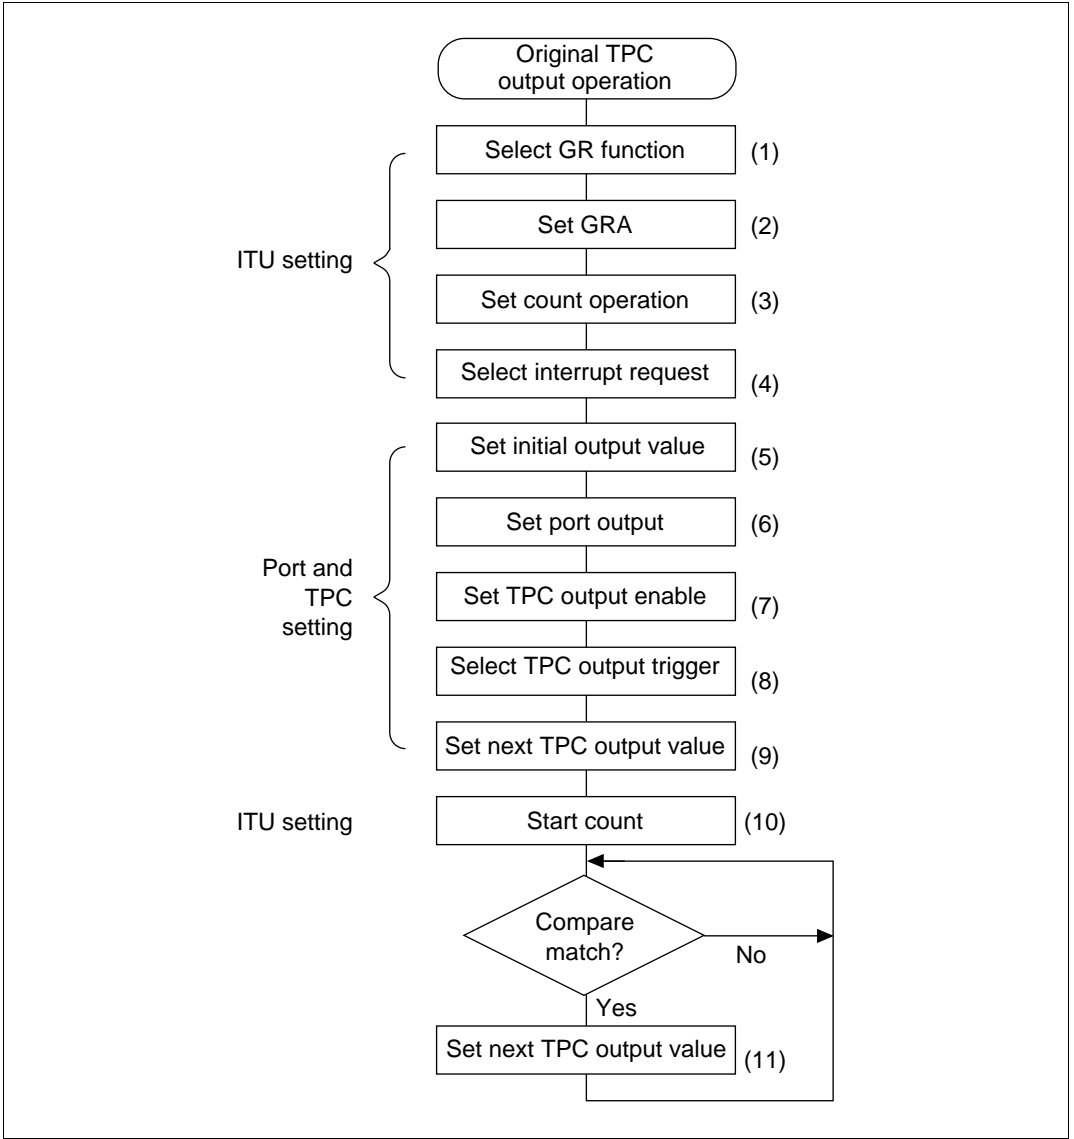 Original TPC
output operation
Select GR function (1)
Set GRA (2)
ITU setting
Set count operation (3)
Select interrupt request (4)
Set initial output value (5)
Set port output (6)
Port and
TPC
setting
Set TPC output enable (7)
Select TPC output trigger (8)
Set next TPC output value (9)
ITU setting
Start count (10)
Compare
match?
No
Yes
Set next TPC output value (11)